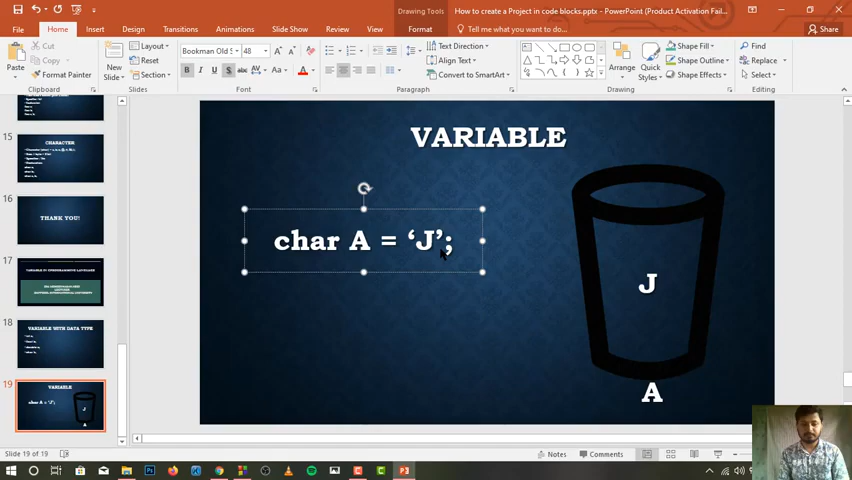 Drawing Tools
How to create a Project in code blocks.pptx - PowerPoint (Product Activation Fail...
File Home Insert Design Transitions Animations Slide Show Review View Format Tell me what you want to do... Share
Paste
Cut
Copy
Format Painter
Clipboard
New Slide
Layout
Reset
Section
Slides
Bookman Old S 48
B I U S abc AV Aa A
Font
Paragraph
Text Direction
Align Text
Convert to SmartArt
Arrange
Quick Styles
Shape Fill
Shape Outline
Shape Effects
Drawing
Find
Replace
Select
Editing
15
CHARACTER
16
THANK YOU!
17
18
VARIABLE WITH DATA TYPE
19
VARIABLE
char A = 'J';
J
A
VARIABLE
char A = ‘J’;
J
A
Slide 19 of 19
Notes
Comments